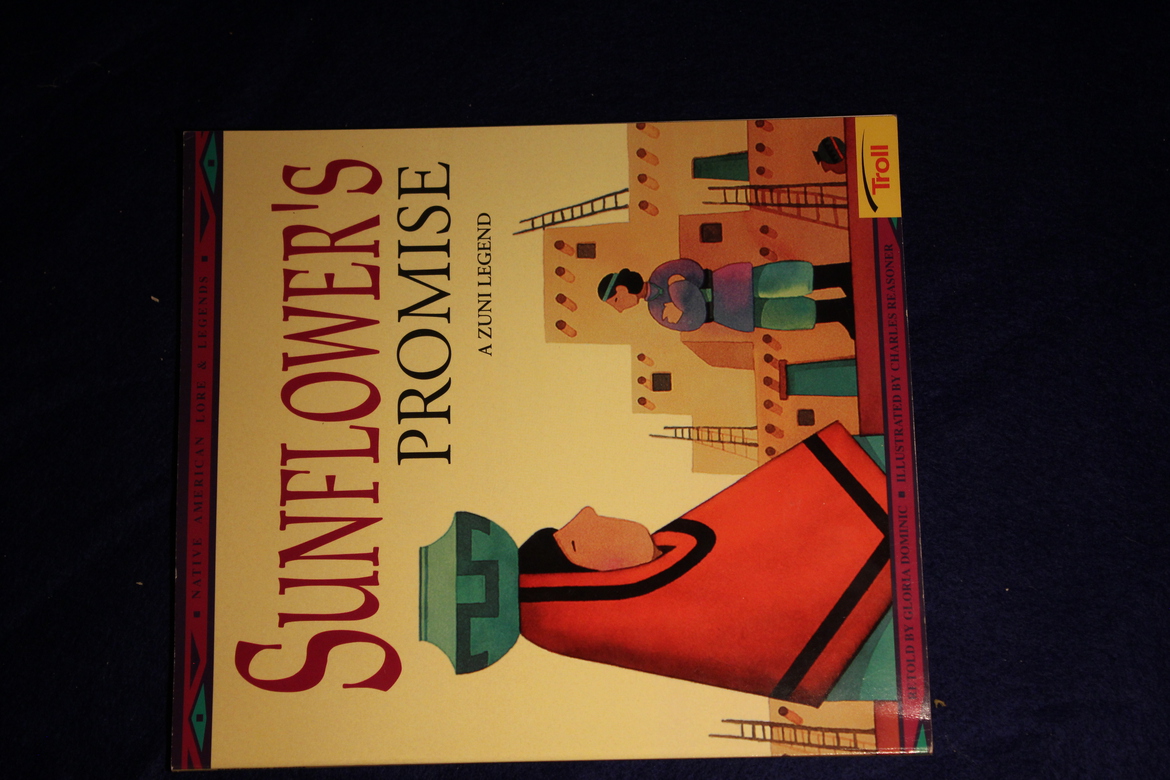 ■ NATIVE AMERICAN LORE & LEGENDS ■
SUNFLOWER'S
PROMISE
A ZUNI LEGEND
RETOLD BY GLORIA DOMINIC ■ ILLUSTRATED BY CHARLES REASONER
Troll